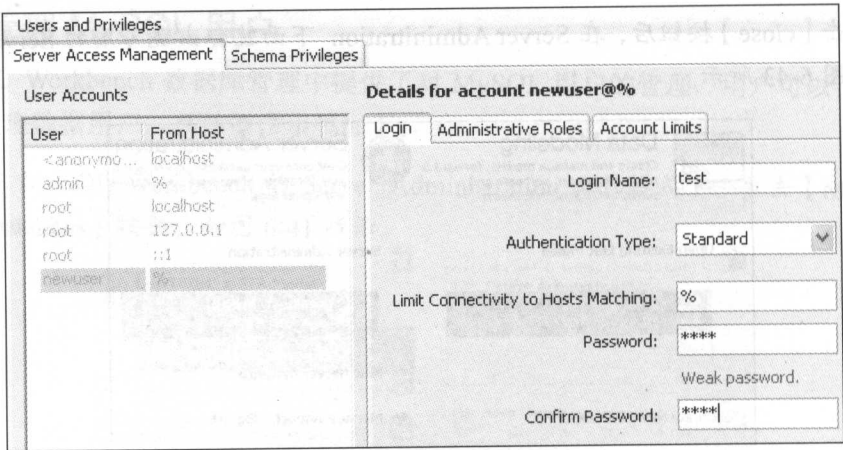 Users and Privileges
Server Access Management Schema Privileges
User Accounts
Details for account newuser@%
User From Host
<anonymo... localhost
admin %
root localhost
root 127.0.0.1
root ::1
newuser %
Login Administrative Roles Account Limits
Login Name: test
Authentication Type: Standard
Limit Connectivity to Hosts Matching: %
Password: ****
Weak password.
Confirm Password: ****